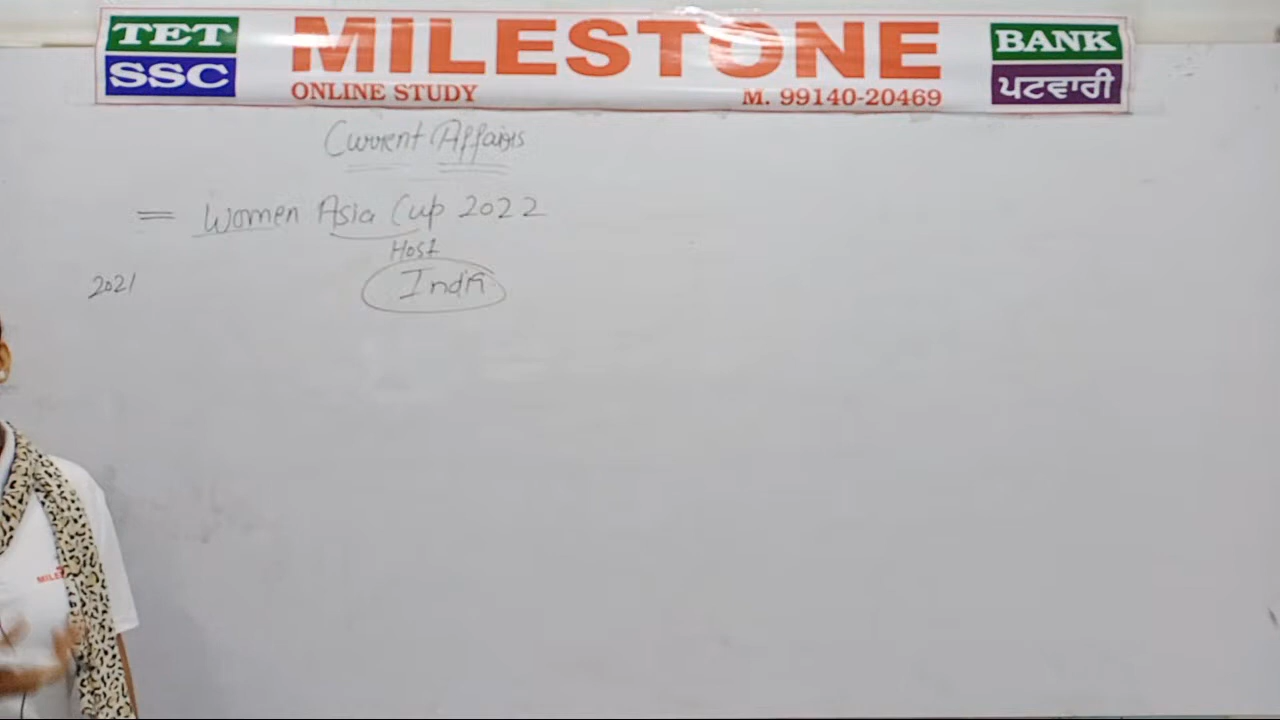 TET
SSC
MILESTONE
ONLINE STUDY
M. 99140-20469
BANK
ਪਟਵਾਰੀ
Current Affairs
= Women Asia Cup 2022
Host
2021
India